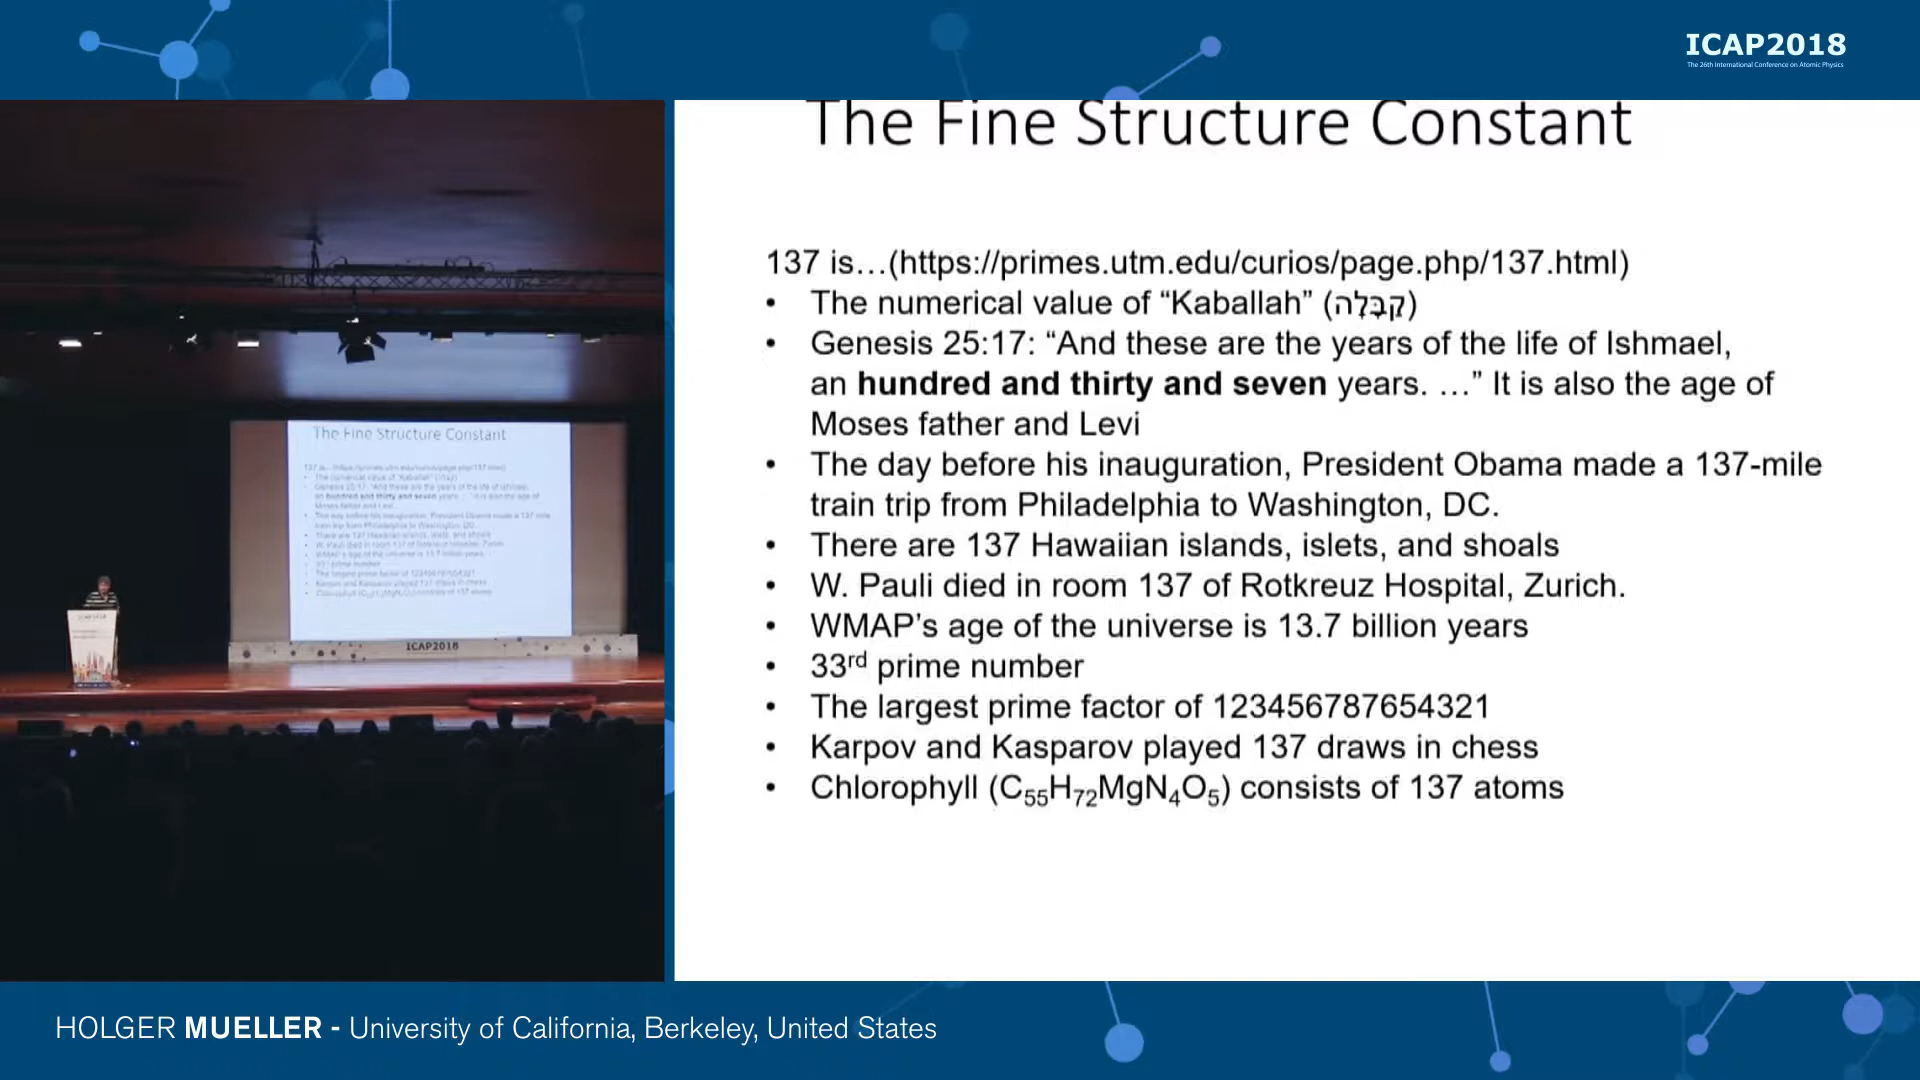 ICAP2018
The 26th International Conference on Atomic Physics
The Fine Structure Constant
137 is...(https://primes.utm.edu/curios/page.php/137.html)
• The numerical value of “Kaballah” (קַבָּלָה)
• Genesis 25:17: “And these are the years of the life of Ishmael,
an hundred and thirty and seven years. …” It is also the age of
Moses father and Levi
• The day before his inauguration, President Obama made a 137-mile
train trip from Philadelphia to Washington, DC.
• There are 137 Hawaiian islands, islets, and shoals
• W. Pauli died in room 137 of Rotkreuz Hospital, Zurich.
• WMAP’s age of the universe is 13.7 billion years
• 33rd prime number
• The largest prime factor of 123456787654321
• Karpov and Kasparov played 137 draws in chess
• Chlorophyll (C55H72MgN4O5) consists of 137 atoms
The Fine Structure Constant
ICAP2018
HOLGER MUELLER - University of California, Berkeley, United States